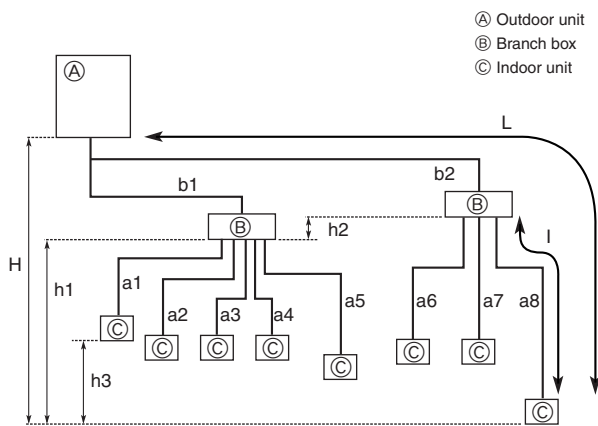 Ⓐ Outdoor unit
Ⓑ Branch box
Ⓒ Indoor unit
Ⓐ
L
b1
b2
Ⓑ
Ⓑ
h2
l
H
h1
a1
a2
a3
a4
a5
a6
a7
a8
Ⓒ
Ⓒ
Ⓒ
Ⓒ
Ⓒ
Ⓒ
Ⓒ
h3
Ⓒ